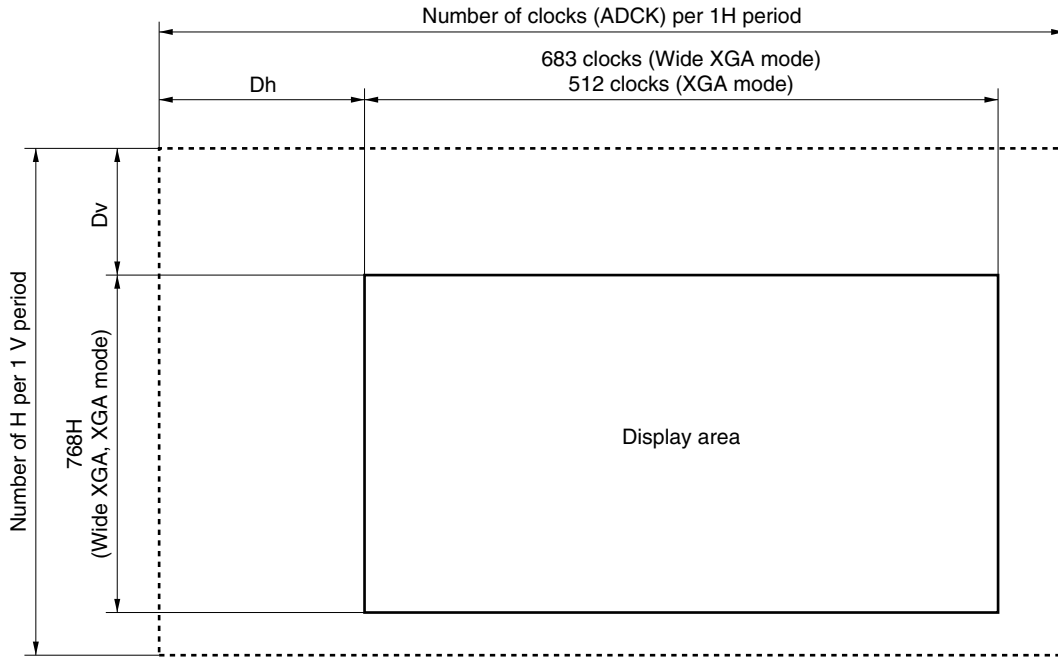 Number of clocks (ADCK) per 1H period
683 clocks (Wide XGA mode)
Dh
512 clocks (XGA mode)
Dv
Number of H per 1 V period
768H
(Wide XGA, XGA mode)
Display area